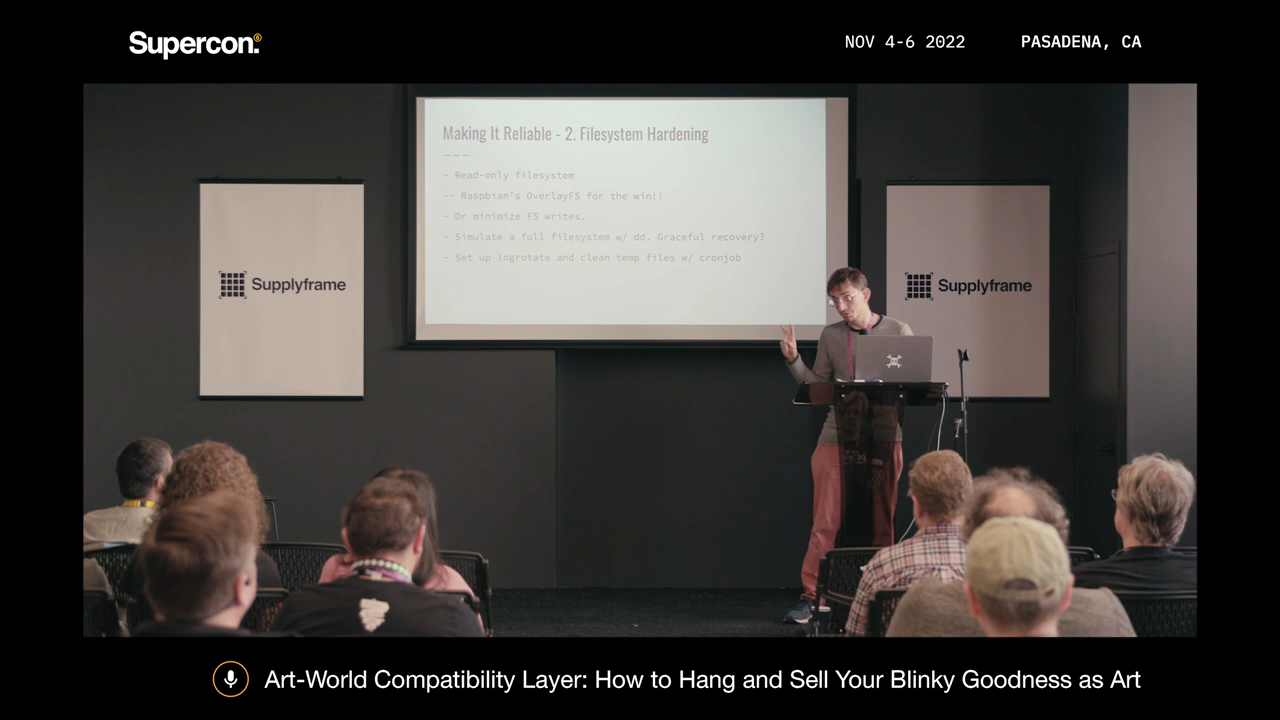 Supercon.6
NOV 4-6 2022
PASADENA, CA
Making It Reliable - 2. Filesystem Hardening
---
- Read-only filesystem
-- Raspbian's OverlayFS for the win!!
- Or minimize FS writes.
- Simulate a full filesystem w/ dd. Graceful recovery?
- Set up logrotate and clean temp files w/ cronjob
Supplyframe
Supplyframe
Art-World Compatibility Layer: How to Hang and Sell Your Blinky Goodness as Art